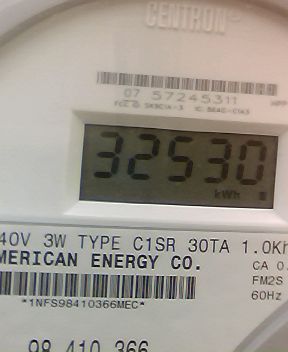 CENTRON
07 57245311
32530
kWh
40V 3W TYPE C1SR 30TA 1.0Kh
MERICAN ENERGY CO.
CA 0.
FM2S
60Hz
*1NFS98410366MEC*
98 410 366